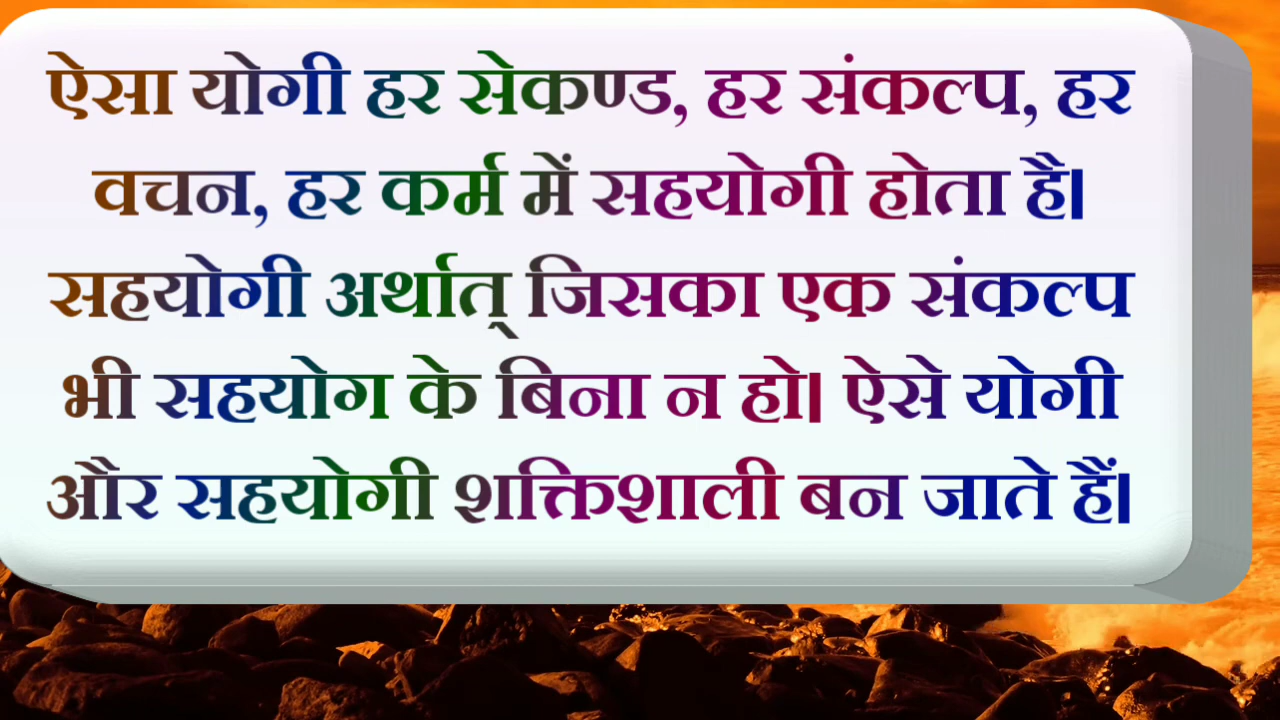 ऐसा योगी हर सेकण्ड, हर संकल्प, हर
वचन, हर कर्म में सहयोगी होता है।
सहयोगी अर्थात् जिसका एक संकल्प
भी सहयोग के बिना न हो। ऐसे योगी
और सहयोगी शक्तिशाली बन जाते हैं।